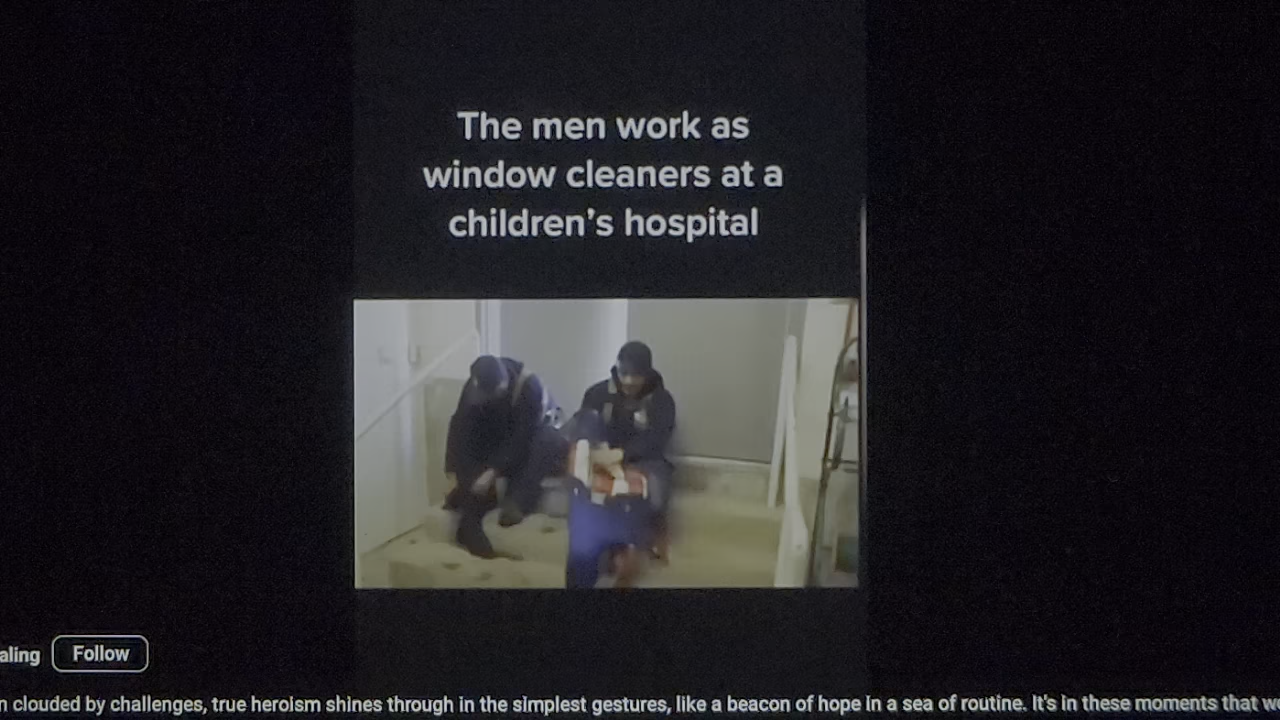 The men work as
window cleaners at a
children's hospital
aling Follow
n clouded by challenges, true heroism shines through in the simplest gestures, like a beacon of hope in a sea of routine. It's in these moments that w